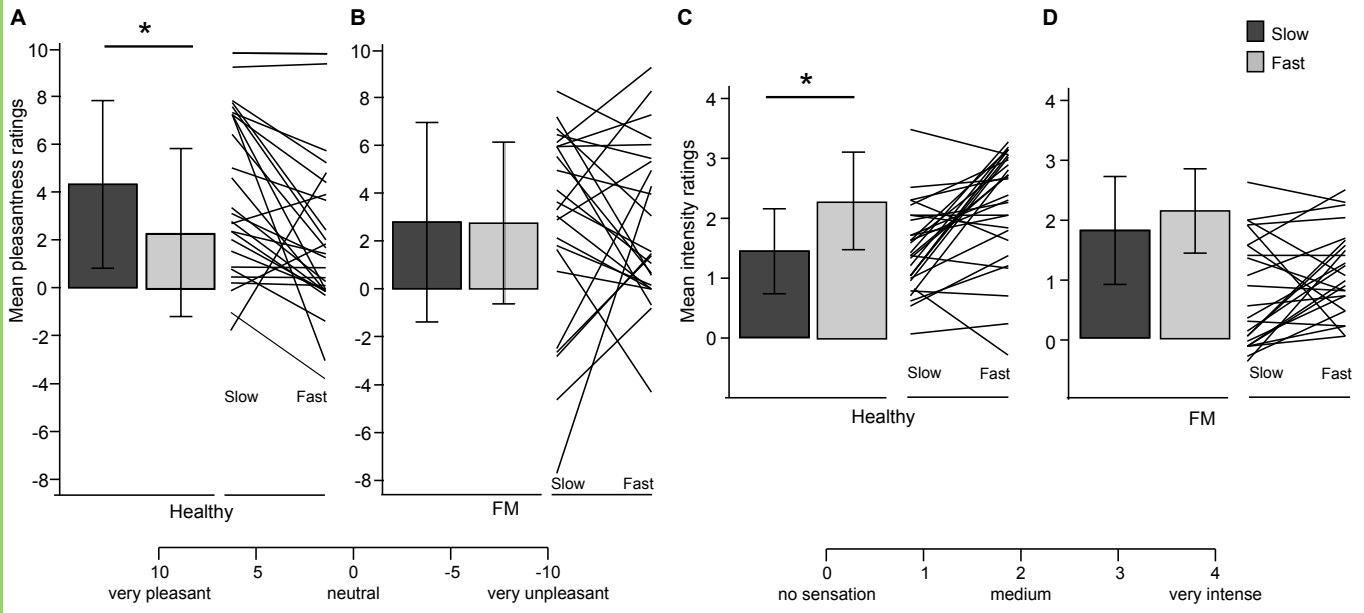 A
B
C
D
Slow
Fast
*
*
Mean pleasantness ratings
10
8
6
4
2
0
-2
-4
-6
-8
Slow
Fast
Healthy
10
8
6
4
2
0
-2
-4
-6
-8
Slow
Fast
FM
Mean intensity ratings
4
3
2
1
0
Slow
Fast
Healthy
4
3
2
1
0
Slow
Fast
FM
10 5 0 -5 -10
very pleasant neutral very unpleasant
0 1 2 3 4
no sensation medium very intense